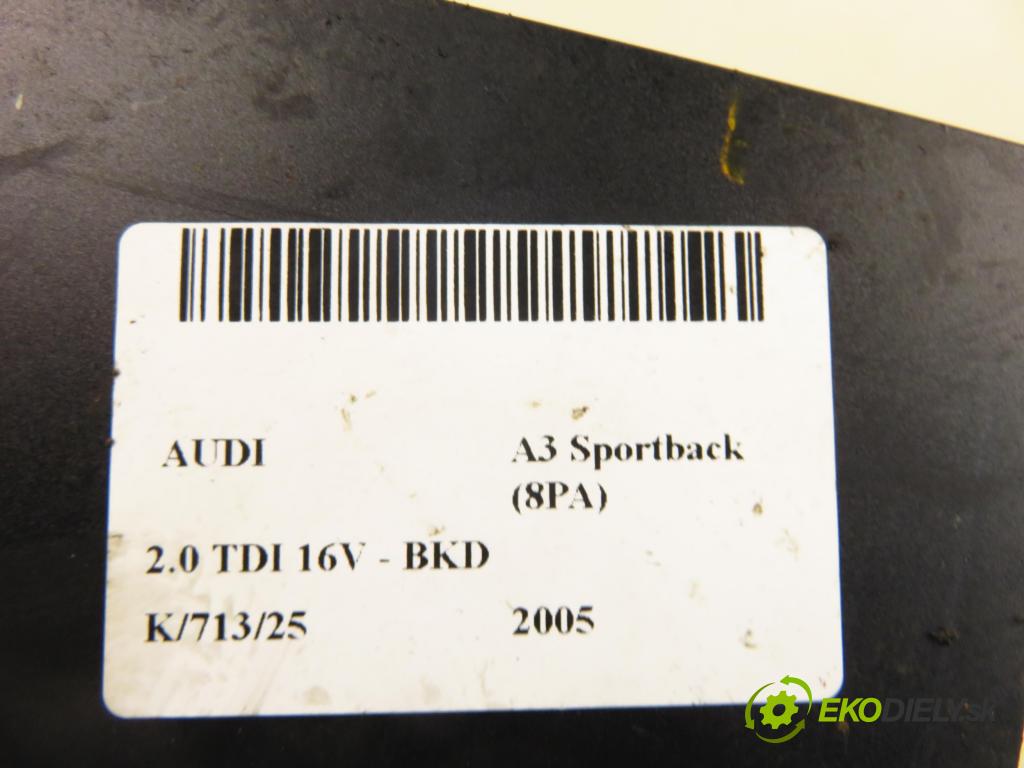 AUDI
A3 Sportback
(8PA)
2.0 TDI 16V - BKD
K/713/25
2005
EKODIELY.sk